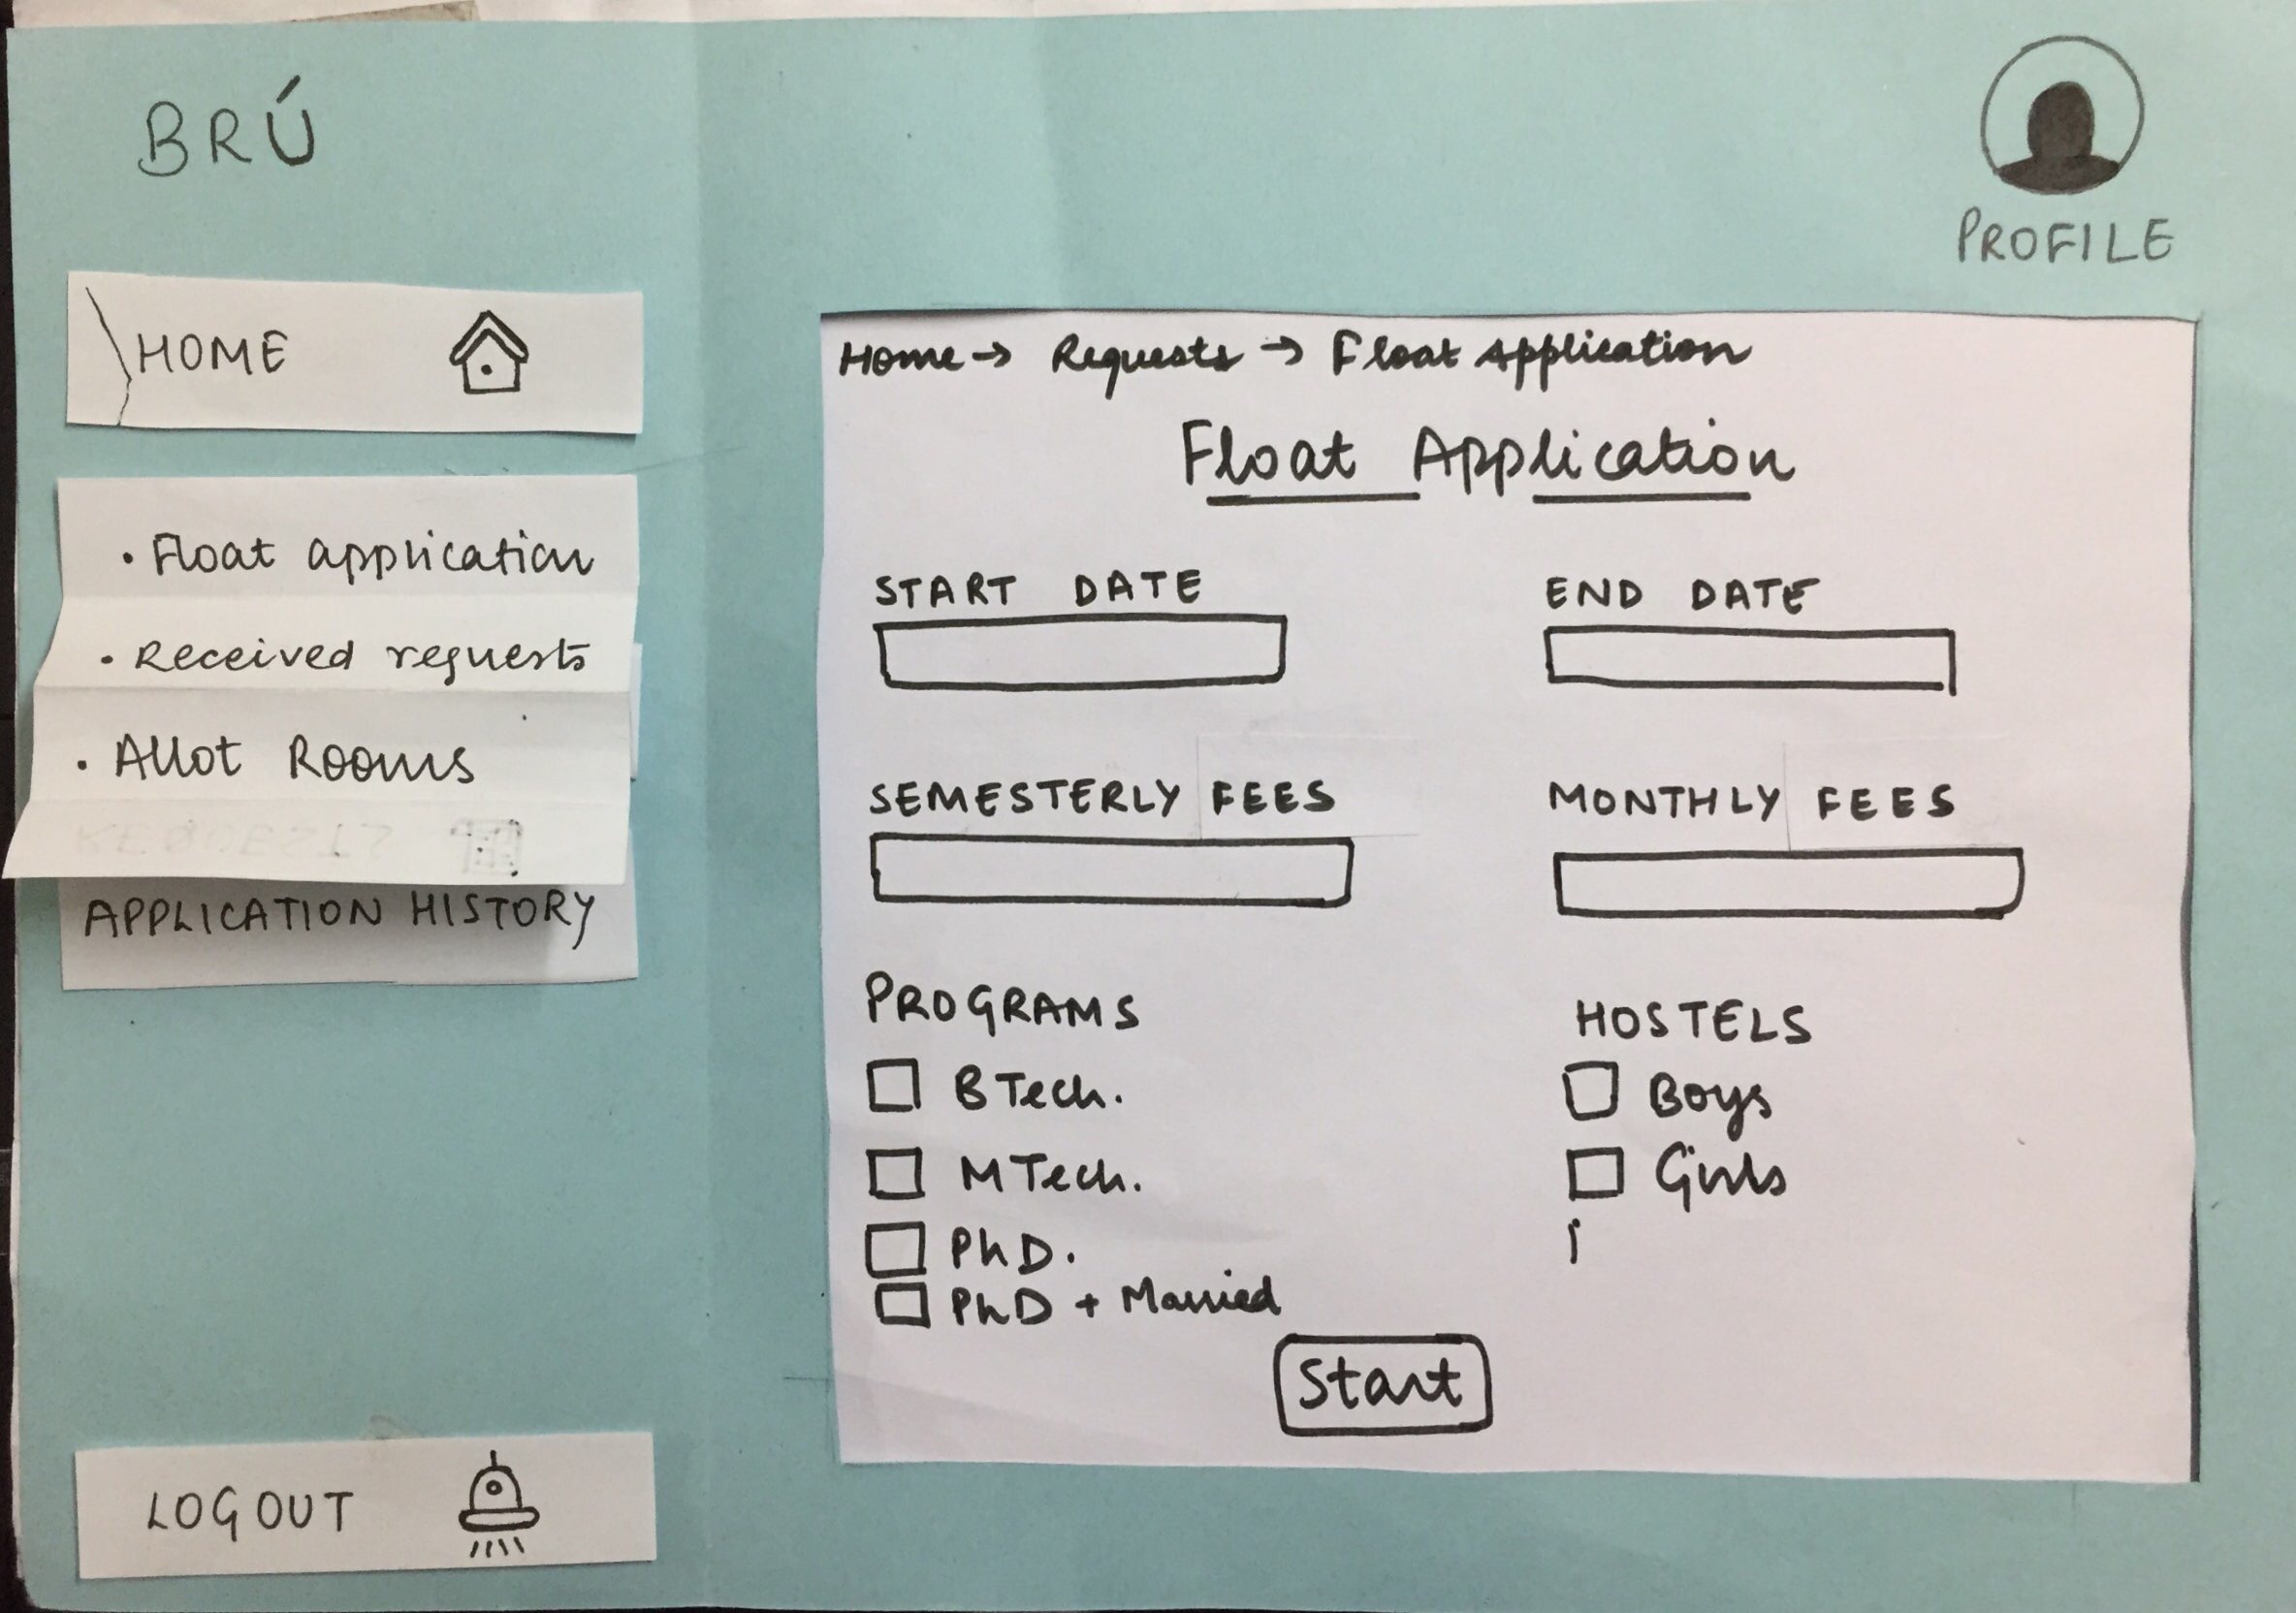 BRÚ
PROFILE
HOME
• Float application
• Received requests
• Allot Rooms
REQUESTS
APPLICATION HISTORY
LOGOUT
Home → Requests → Float Application
Float Application
START DATE
END DATE
SEMESTERLY FEES
MONTHLY FEES
PROGRAMS
BTech.
MTech.
PhD.
PhD + Married
HOSTELS
Boys
Girls
Start